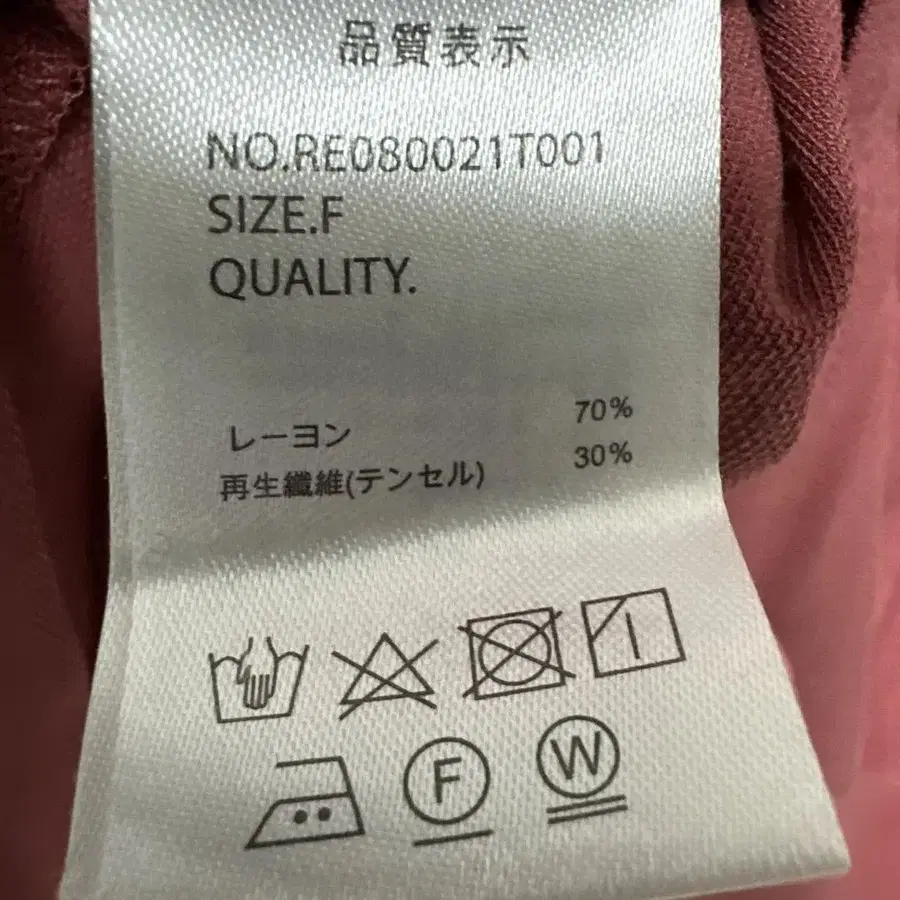 品質表示
NO.RE080021T001
SIZE.F
QUALITY.
レーヨン 70%
再生繊維(テンセル) 30%
F W